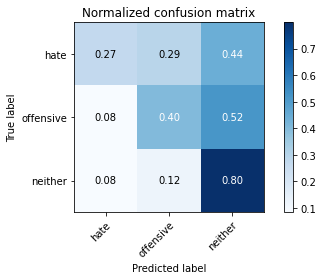 Normalized confusion matrix
hate 0.27 0.29 0.44
offensive 0.08 0.40 0.52
neither 0.08 0.12 0.80
hate offensive neither
True label
Predicted label
0.7
0.6
0.5
0.4
0.3
0.2
0.1